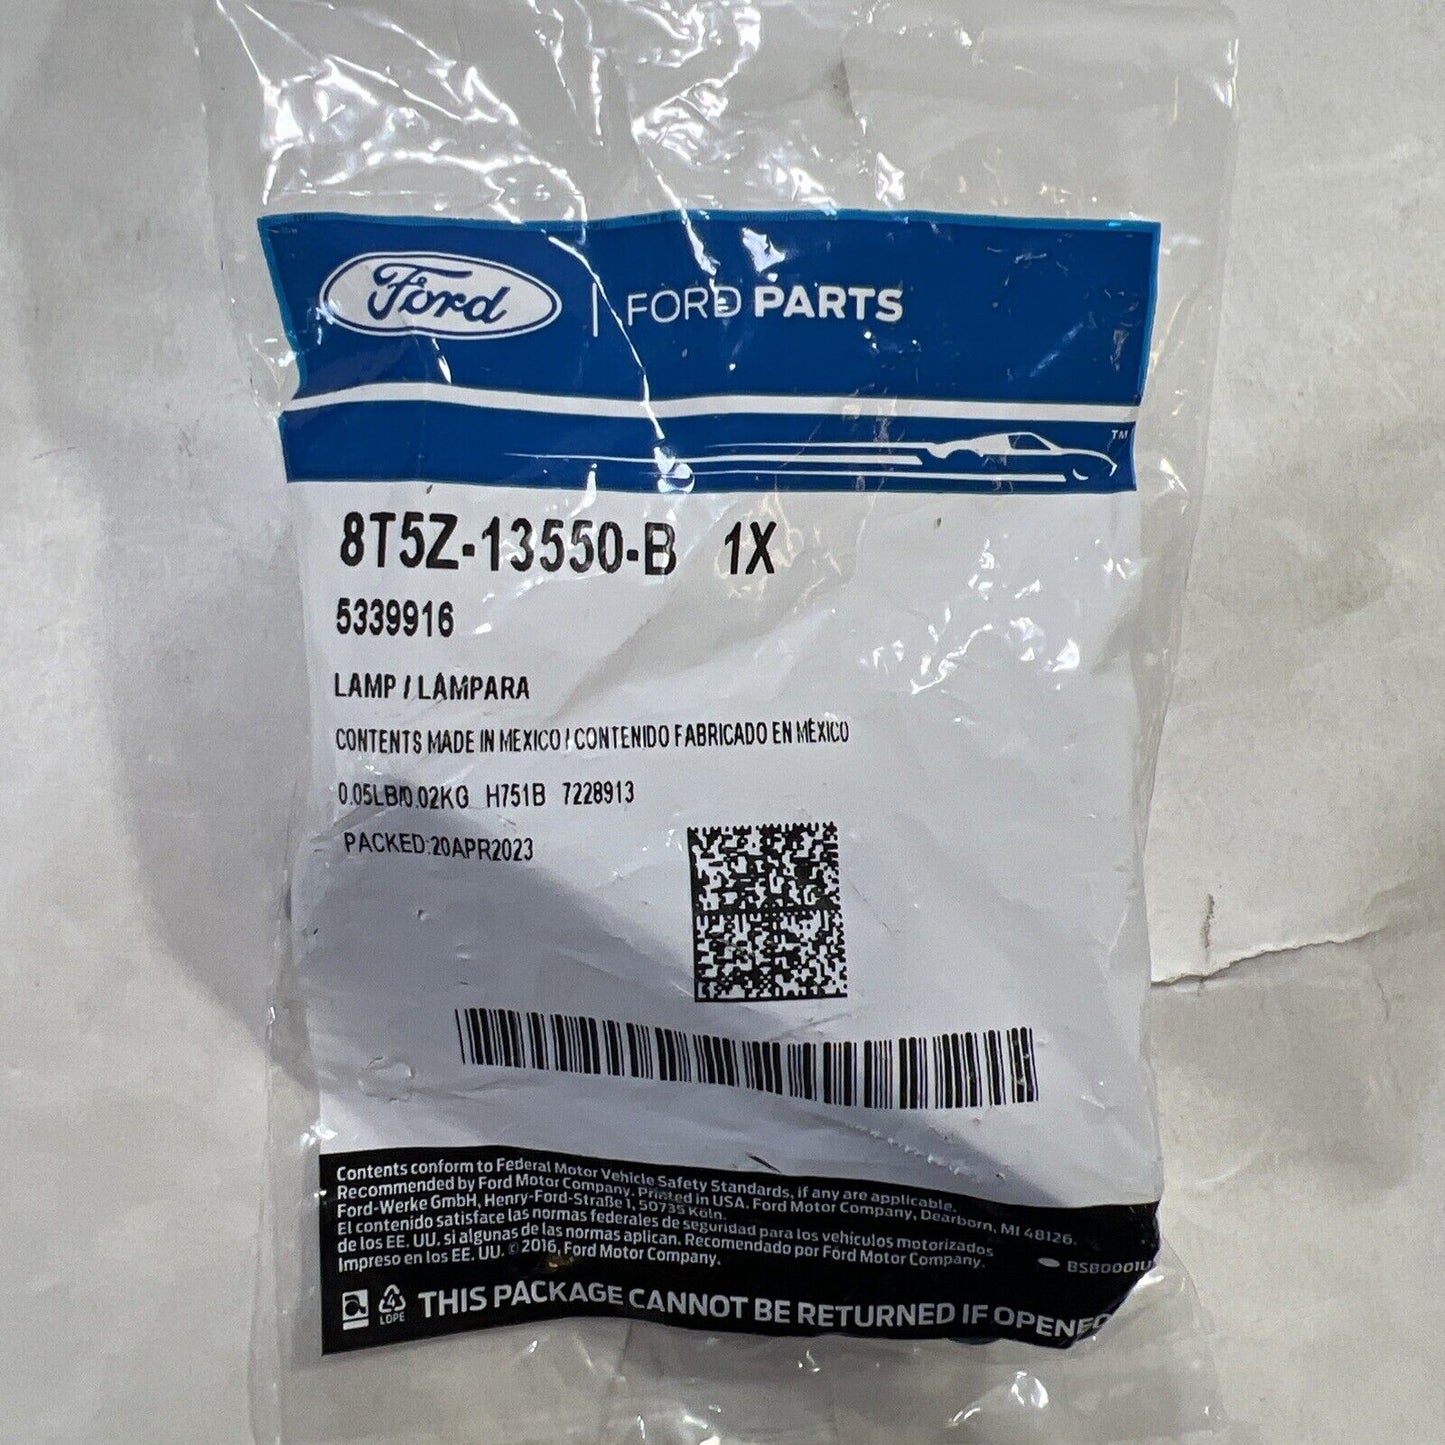 Ford | FORD PARTS
TM
8T5Z-13550-B 1X
5339916
LAMP / LÁMPARA
CONTENTS MADE IN MEXICO / CONTENIDO FABRICADO EN MÉXICO
0.05LB/0.02KG H751B 7228913
PACKED:20APR2023
Contents conform to Federal Motor Vehicle Safety Standards, if any are applicable.
Recommended by Ford Motor Company. Printed in USA. Ford Motor Company, Dearborn, MI 48126.
Ford-Werke GmbH, Henry-Ford-Straße 1, 50735 Köln.
El contenido satisface las normas federales de seguridad para los vehículos motorizados
de los EE. UU. si algunas de las normas aplican. Recomendado por Ford Motor Company.
Impreso en los EE. UU. © 2016, Ford Motor Company.
4
LDPE
THIS PACKAGE CANNOT BE RETURNED IF OPENED